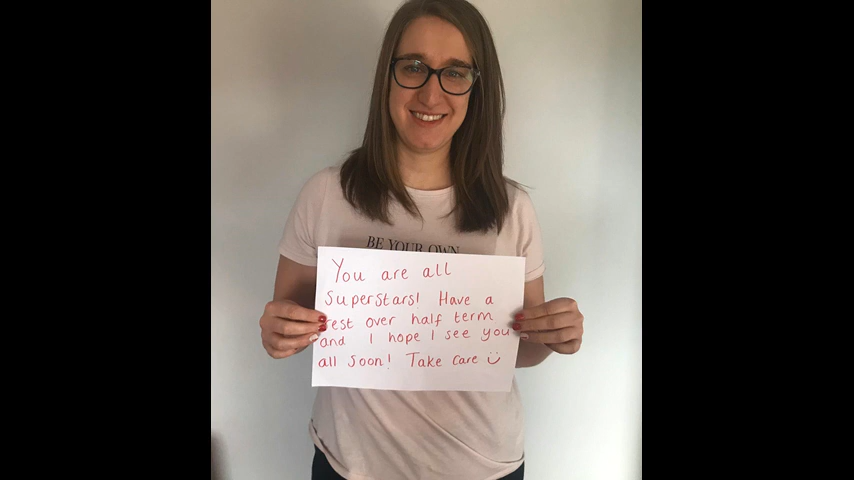 BE YOUR OWN
You are all
superstars! Have a
rest over half term
and I hope I see you
all soon! Take care